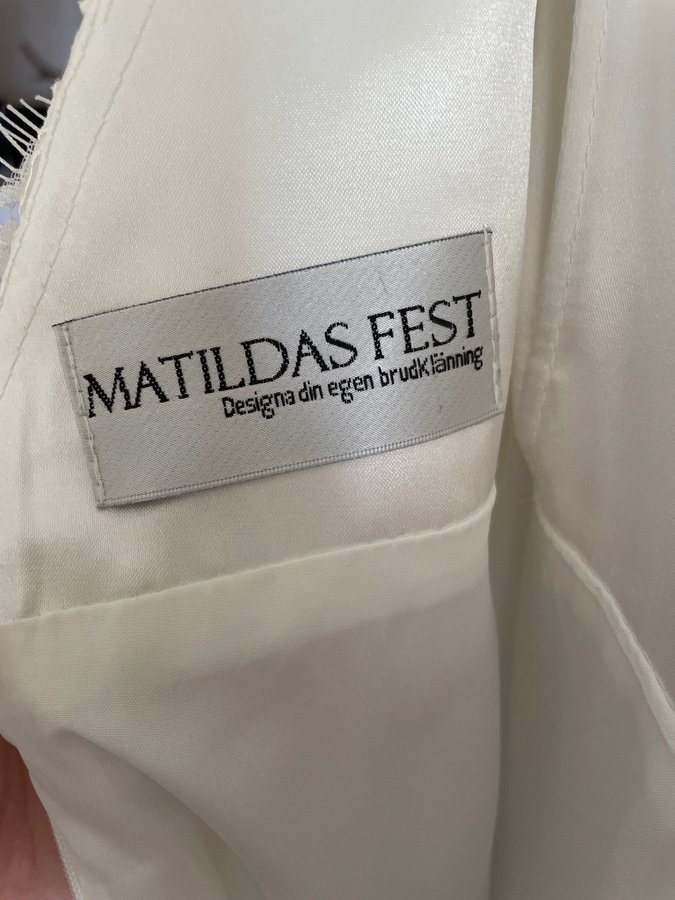 MATILDAS FEST
Designa din egen brudklänning